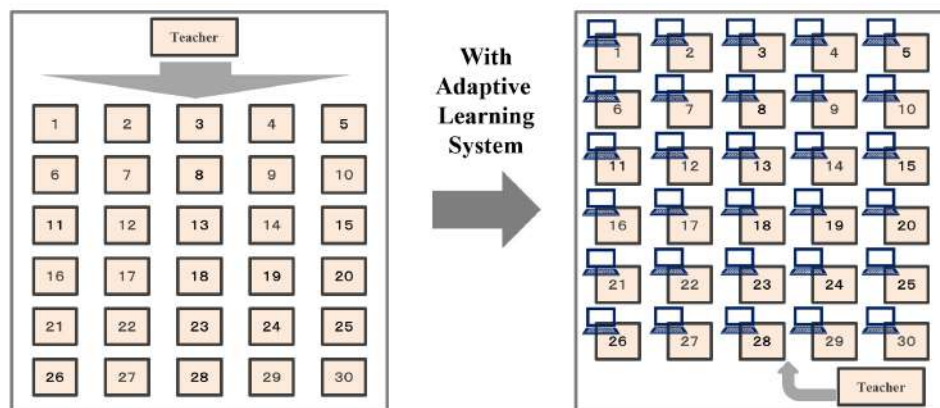 Teacher
1 2 3 4 5
6 7 8 9 10
11 12 13 14 15
16 17 18 19 20
21 22 23 24 25
26 27 28 29 30
With
Adaptive
Learning
System
1 2 3 4 5
6 7 8 9 10
11 12 13 14 15
16 17 18 19 20
21 22 23 24 25
26 27 28 29 30
Teacher